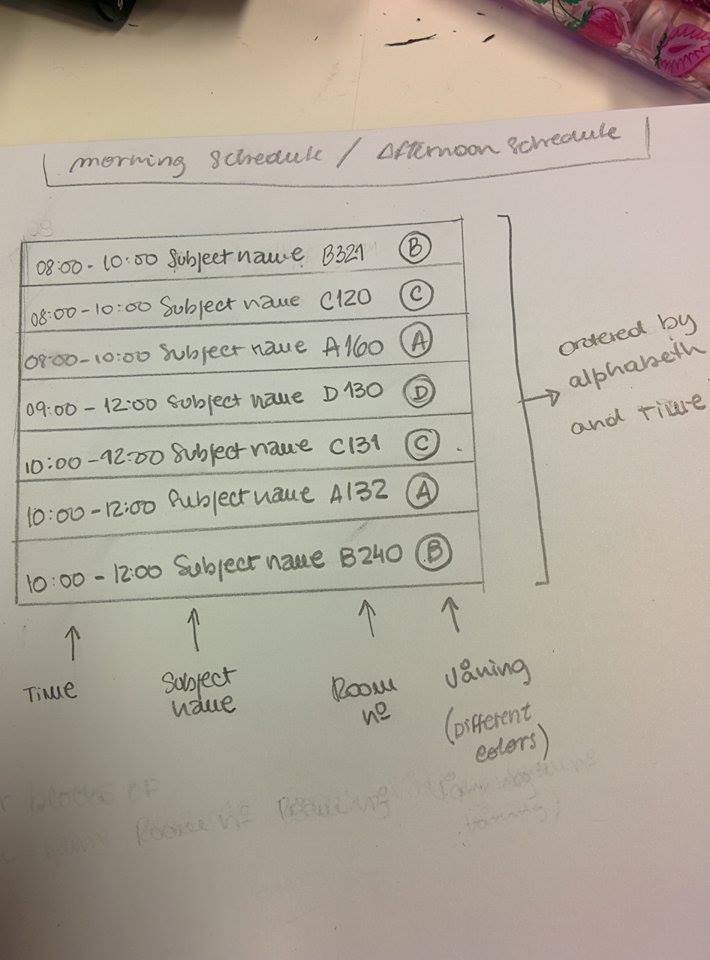 morning schedule / Afternoon schedule
08:00-10:00 Subject name B321 B
08:00-10:00 Subject name C120 C
08:00-10:00 Subject name A160 A
09:00-12:00 Subject name D130 D
10:00-12:00 Subject name C131 C
10:00-12:00 Subject name A132 A
10:00-12:00 Subject name B240 B
ordered by
alphabeth
and time
Time
Subject
name
Room
nº
våning
(Different
colors)
blocks
Room nº